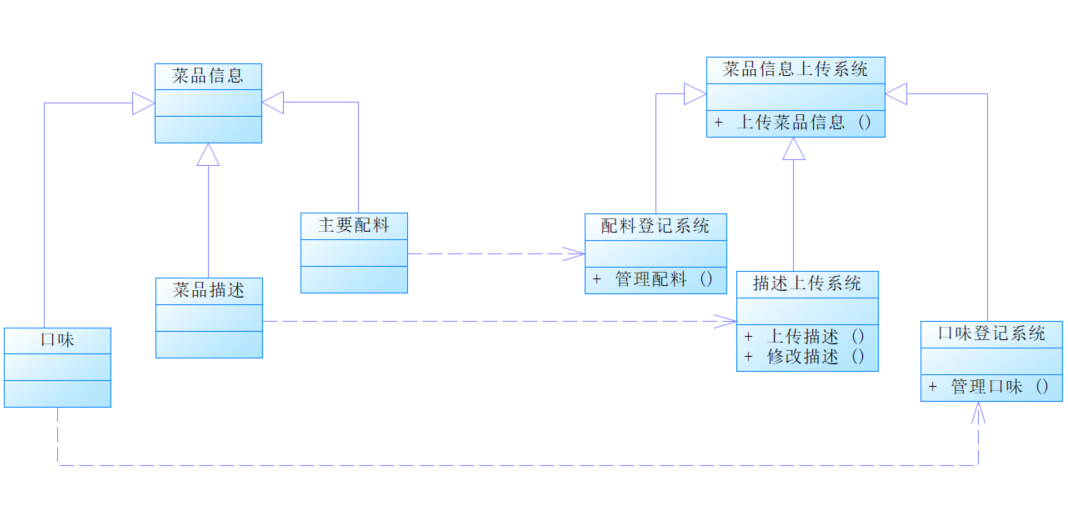 菜品信息
菜品信息上传系统
+ 上传菜品信息 ()
主要配料
配料登记系统
+ 管理配料 ()
菜品描述
描述上传系统
+ 上传描述 ()
+ 修改描述 ()
口味
口味登记系统
+ 管理口味 ()